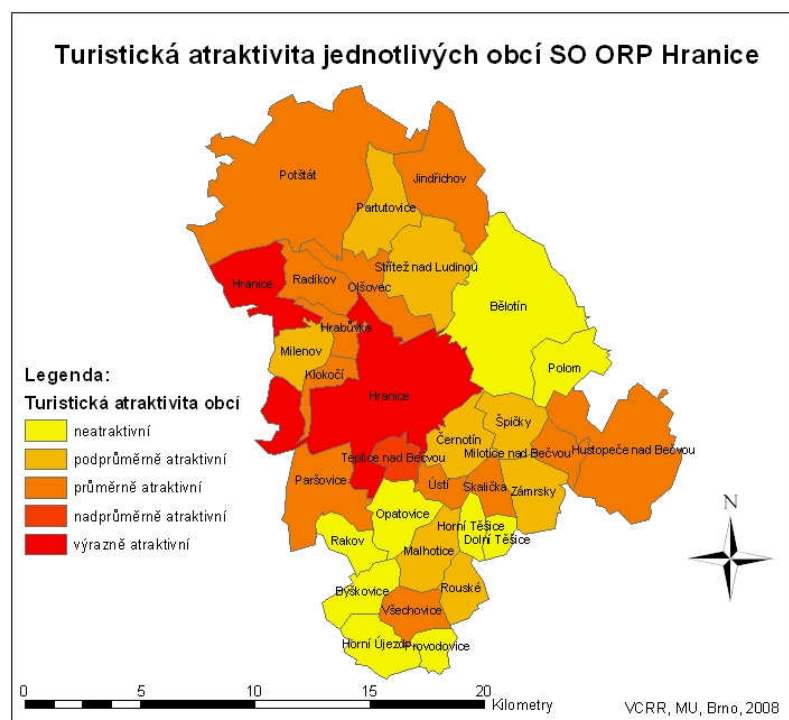 Turistická atraktivita jednotlivých obcí SO ORP Hranice
Potštát
Jindřichov
Partutovice
Střítež nad Ludinou
Hranice
Radíkov
Olšovec
Bělotín
Hrabůvka
Milenov
Klokočí
Polom
Hranice
Špičky
Černotín
Milotice nad Bečvou
Hustopeče nad Bečvou
Teplice nad Bečvou
Paršovice
Ústí
Skalička
Zámrsky
Opatovice
Horní Těšice
Dolní Těšice
Rakov
Malhotice
Rouské
Byškovice
Všechovice
Horní Újezd
Provodovice
Legenda:
Turistická atraktivita obcí
neatraktivní
podprůměrně atraktivní
průměrně atraktivní
nadprůměrně atraktivní
výrazně atraktivní
N
0 5 10 15 20
Kilometry
VCRR, MU, Brno, 2008